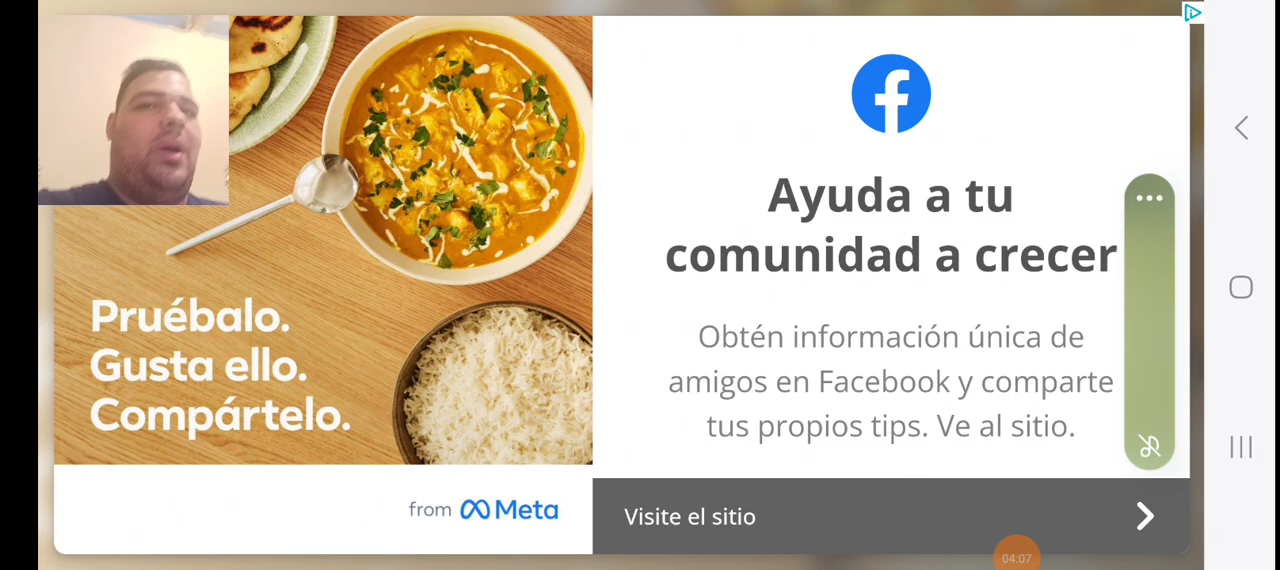 Pruébalo.
Gusta ello.
Compártelo.
from Meta
Ayuda a tu
comunidad a crecer
Obtén información única de
amigos en Facebook y comparte
tus propios tips. Ve al sitio.
Visite el sitio
04:07